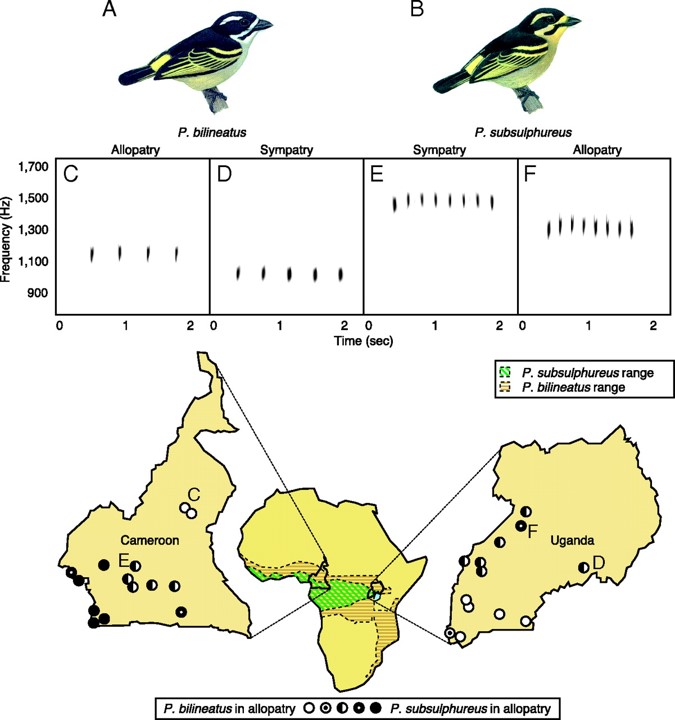 A
B
P. bilineatus
P. subsulphureus
Allopatry
Sympatry
Sympatry
Allopatry
C
D
E
F
Frequency (Hz)
1,700
1,500
1,300
1,100
900
0 1 2
0 1 2
0 1 2
0 1 2
Time (sec)
P. subsulphureus range
P. bilineatus range
C
Cameroon
E
F
Uganda
D
P. bilineatus in allopatry P. subsulphureus in allopatry